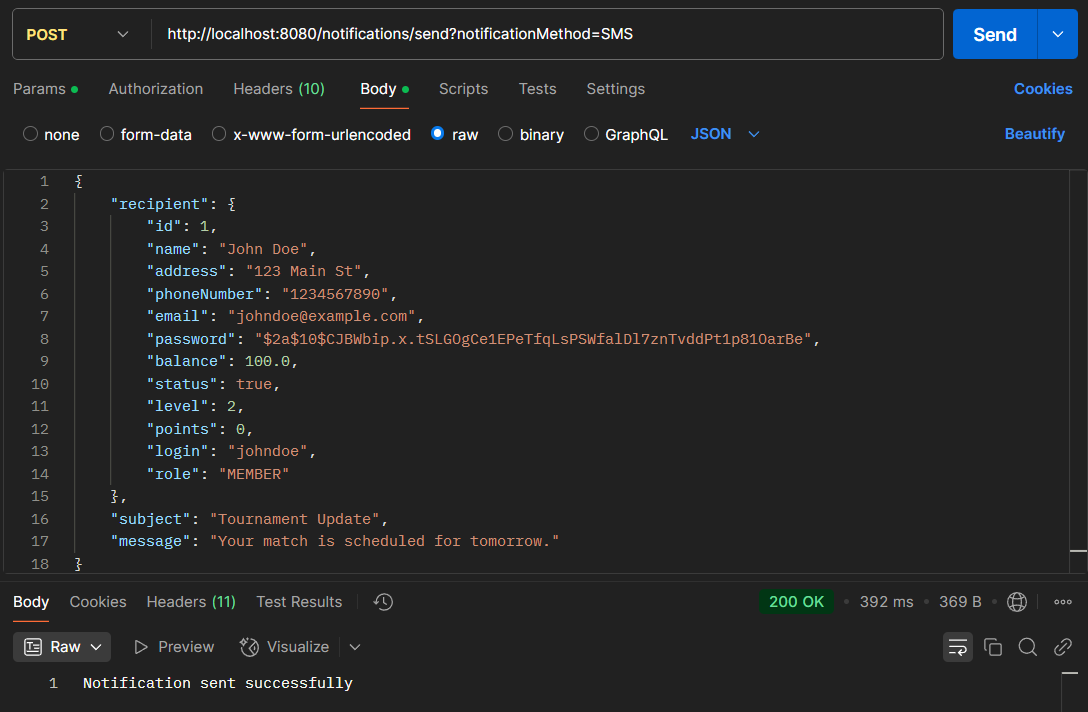 POST http://localhost:8080/notifications/send?notificationMethod=SMS Send
Params Authorization Headers (10) Body Scripts Tests Settings Cookies
none form-data x-www-form-urlencoded raw binary GraphQL JSON Beautify
1 {
2 "recipient": {
3 "id": 1,
4 "name": "John Doe",
5 "address": "123 Main St",
6 "phoneNumber": "1234567890",
7 "email": "johndoe@example.com",
8 "password": "$2a$10$CJBWbip.x.tSLGOgCe1EPeTfqLsPSWfalDl7znTvddPt1p81OarBe",
9 "balance": 100.0,
10 "status": true,
11 "level": 2,
12 "points": 0,
13 "login": "johndoe",
14 "role": "MEMBER"
15 },
16 "subject": "Tournament Update",
17 "message": "Your match is scheduled for tomorrow."
18 }
Body Cookies Headers (11) Test Results 200 OK • 392 ms • 369 B •
Raw Preview Visualize
1 Notification sent successfully